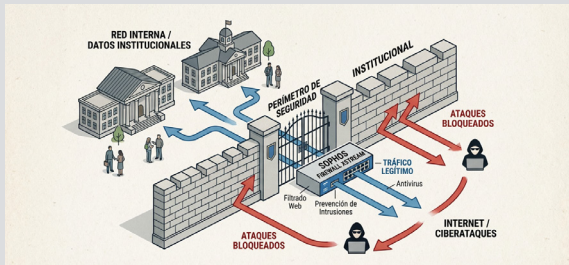 RED INTERNA /
DATOS INSTITUCIONALES
PERÍMETRO DE
SEGURIDAD
INSTITUCIONAL
ATAQUES
BLOQUEADOS
SOPHOS
FIREWALL XSTREAM
TRÁFICO
LEGÍTIMO
Antivirus
Filtrado
Web
Prevención de
Intrusiones
INTERNET /
CIBERATAQUES
ATAQUES
BLOQUEADOS